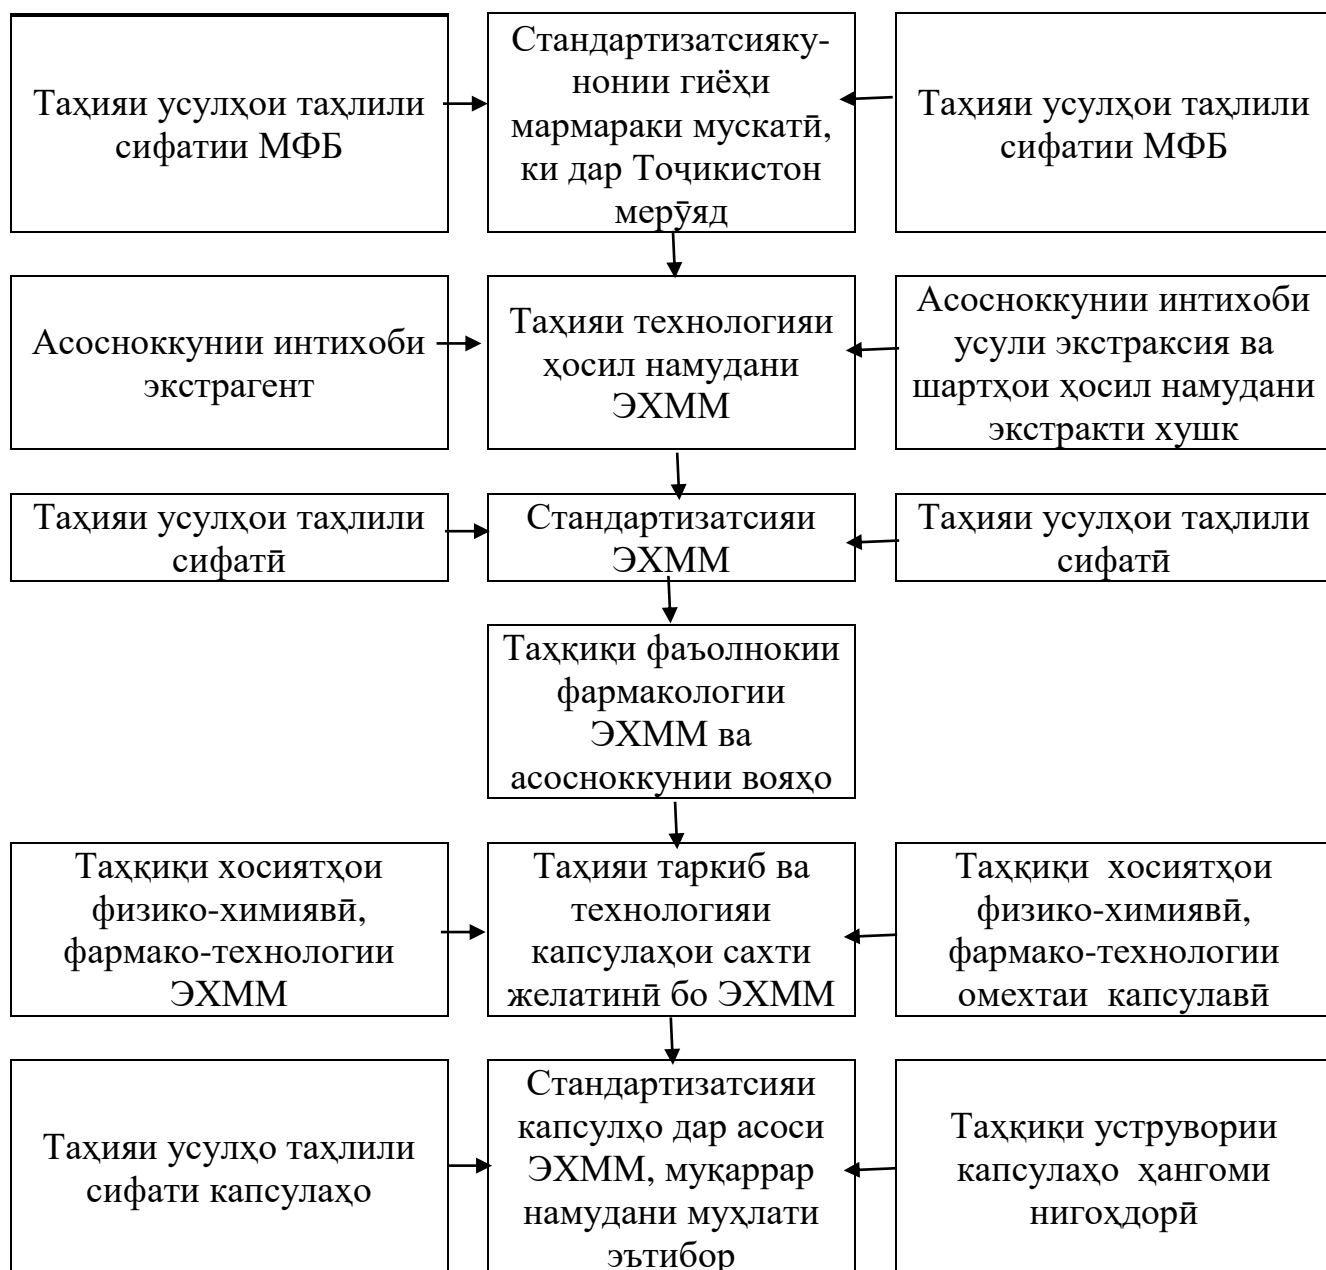 Таҳияи усулҳои таҳлили
сифатии МФБ
Стандартизатсияку-
нонии гиёҳи
мармараки мускатӣ,
ки дар Тоҷикистон
мерӯяд
Таҳияи усулҳои таҳлили
сифатии МФБ
Асосноккунии интихоби
экстрагент
Таҳияи технологияи
ҳосил намудани
ЭХММ
Асосноккунии интихоби
усули экстраксия ва
шартҳои ҳосил намудани
экстракти хушк
Таҳияи усулҳои таҳлили
сифатӣ
Стандартизатсияи
ЭХММ
Таҳияи усулҳои таҳлили
сифатӣ
Таҳқиқи фаъолнокии
фармакологии
ЭХММ ва
асосноккунии вояҳо
Таҳқиқи хосиятҳои
физико-химиявӣ,
фармако-технологии
ЭХММ
Таҳияи таркиб ва
технологияи
капсулаҳои сахти
желатинӣ бо ЭХММ
Таҳқиқи хосиятҳои
физико-химиявӣ,
фармако-технологии
омехтаи капсулавӣ
Таҳияи усулҳо таҳлили
сифати капсулаҳо
Стандартизатсияи
капсулҳо дар асоси
ЭХММ, муқаррар
намудани муҳлати
эътибор
Таҳқиқи уструвории
капсулаҳо ҳангоми
нигоҳдорӣ